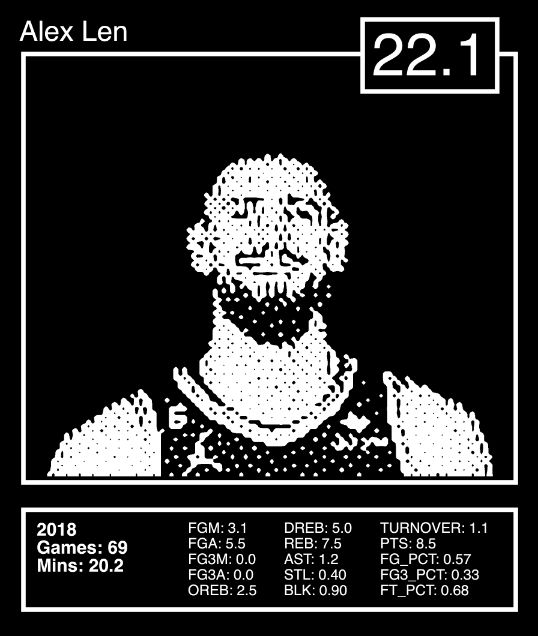 Alex Len
22.1
6
2018
Games: 69
Mins: 20.2
FGM: 3.1
FGA: 5.5
FG3M: 0.0
FG3A: 0.0
OREB: 2.5
DREB: 5.0
REB: 7.5
AST: 1.2
STL: 0.40
BLK: 0.90
TURNOVER: 1.1
PTS: 8.5
FG_PCT: 0.57
FG3_PCT: 0.33
FT_PCT: 0.68